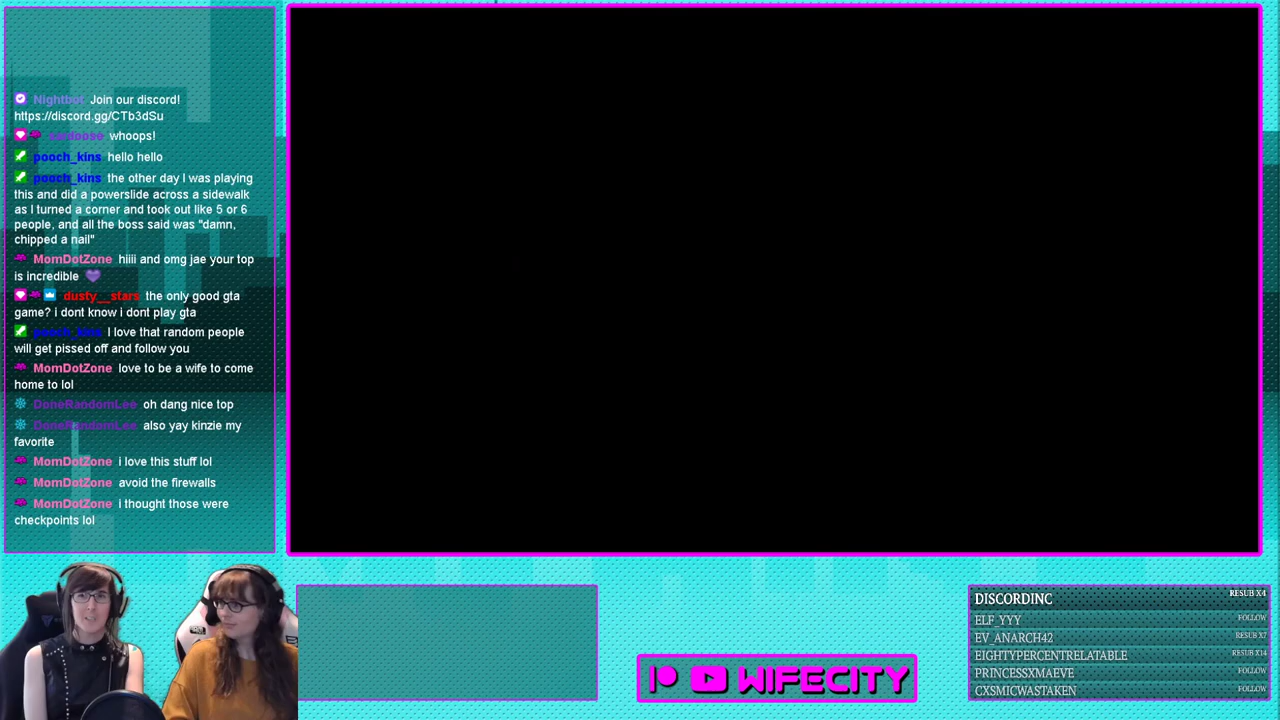 Nightbot Join our discord!
https://discord.gg/CTb3dSu
whoops!
pooch_kins hello hello
pooch_kins the other day I was playing
this and did a powerslide across a sidewalk
as I turned a corner and took out like 5 or 6
people, and all the boss said was "damn,
chipped a nail"
MomDotZone hiiii and omg jae your top
is incredible
dusty__stars the only good gta
game? i dont know i dont play gta
pooch_kins I love that random people
will get pissed off and follow you
MomDotZone love to be a wife to come
home to lol
DoneRandomLee oh dang nice top
DoneRandomLee also yay kinzie my
favorite
MomDotZone i love this stuff lol
MomDotZone avoid the firewalls
MomDotZone i thought those were
checkpoints lol
WIFECITY
DISCORDINC RESUB X4
ELF_YYY FOLLOW
EV_ANARCH42 RESUB X7
EIGHTYPERCENTRELATABLE RESUB X14
PRINCESSXMAEVE FOLLOW
CXSMICWASTAKEN FOLLOW